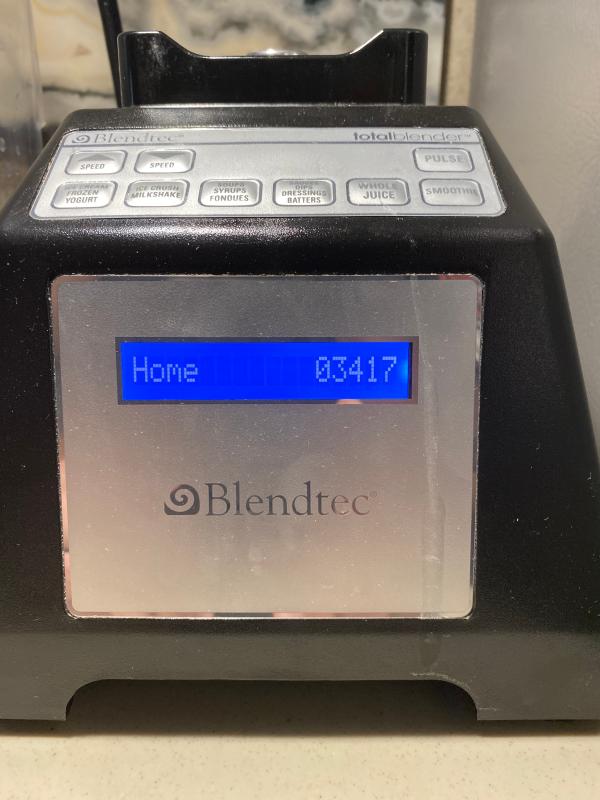 Blendtec® totalblender™
SPEED SPEED PULSE
ICE CREAM
FROZEN
YOGURT
ICE CRUSH
MILKSHAKE
SOUPS
SYRUPS
FONDUES
DIPS
DRESSINGS
BATTERS
WHOLE
JUICE
SMOOTHIE
Home 03417
Blendtec®